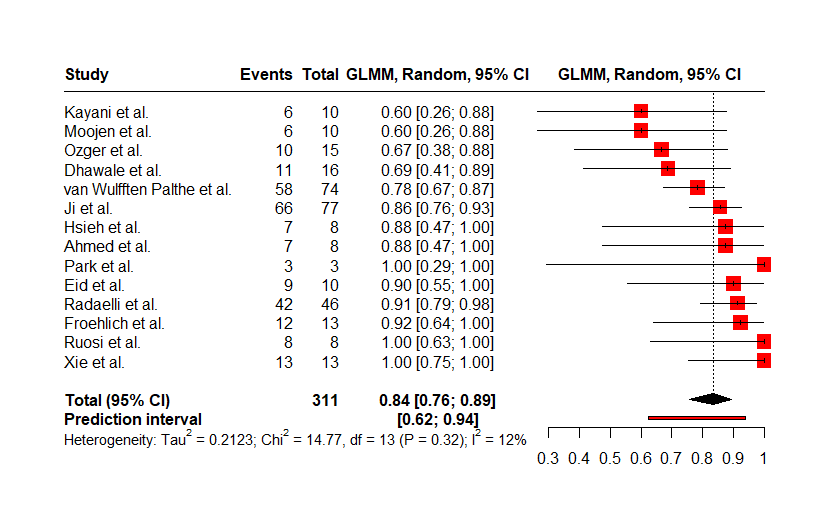 Study Events Total GLMM, Random, 95% CI GLMM, Random, 95% CI
Kayani et al. 6 10 0.60 [0.26; 0.88]
Moojen et al. 6 10 0.60 [0.26; 0.88]
Ozger et al. 10 15 0.67 [0.38; 0.88]
Dhawale et al. 11 16 0.69 [0.41; 0.89]
van Wulfften Palthe et al. 58 74 0.78 [0.67; 0.87]
Ji et al. 66 77 0.86 [0.76; 0.93]
Hsieh et al. 7 8 0.88 [0.47; 1.00]
Ahmed et al. 7 8 0.88 [0.47; 1.00]
Park et al. 3 3 1.00 [0.29; 1.00]
Eid et al. 9 10 0.90 [0.55; 1.00]
Radaelli et al. 42 46 0.91 [0.79; 0.98]
Froehlich et al. 12 13 0.92 [0.64; 1.00]
Ruosi et al. 8 8 1.00 [0.63; 1.00]
Xie et al. 13 13 1.00 [0.75; 1.00]
Total (95% CI) 311 0.84 [0.76; 0.89]
Prediction interval [0.62; 0.94]
Heterogeneity: Tau² = 0.2123; Chi² = 14.77, df = 13 (P = 0.32); I² = 12%
0.3 0.4 0.5 0.6 0.7 0.8 0.9 1